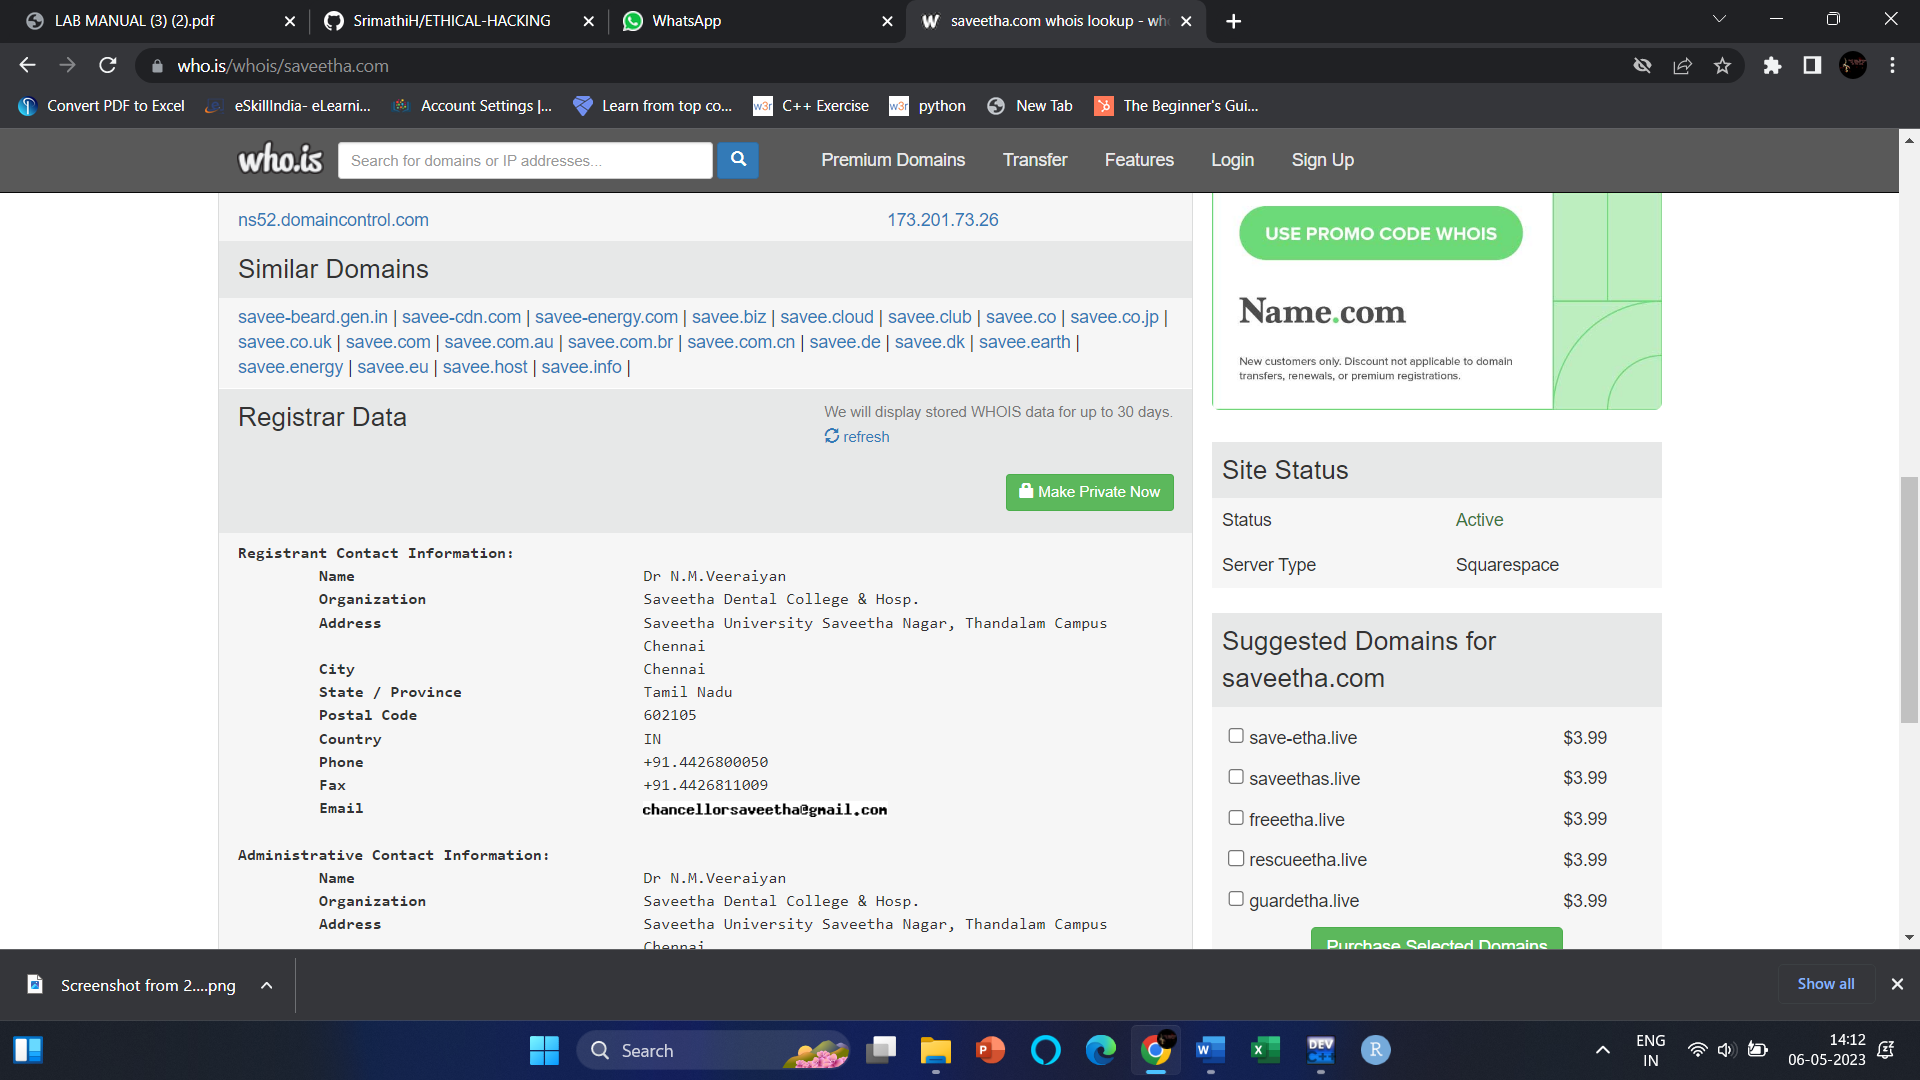 LAB MANUAL (3) (2).pdf
SrimathiH/ETHICAL-HACKING
WhatsApp
saveetha.com whois lookup - wh
who.is/whois/saveetha.com
Convert PDF to Excel
eSkillIndia- eLearni...
Account Settings |...
Learn from top co...
C++ Exercise
python
New Tab
The Beginner's Gui...
who.is
Search for domains or IP addresses...
Premium Domains
Transfer
Features
Login
Sign Up
ns52.domaincontrol.com 173.201.73.26
Similar Domains
savee-beard.gen.in | savee-cdn.com | savee-energy.com | savee.biz | savee.cloud | savee.club | savee.co | savee.co.jp |
savee.co.uk | savee.com | savee.com.au | savee.com.br | savee.com.cn | savee.de | savee.dk | savee.earth |
savee.energy | savee.eu | savee.host | savee.info |
Registrar Data
We will display stored WHOIS data for up to 30 days.
refresh
Make Private Now
Registrant Contact Information:
Name Dr N.M.Veeraiyan
Organization Saveetha Dental College & Hosp.
Address Saveetha University Saveetha Nagar, Thandalam Campus
Chennai
City Chennai
State / Province Tamil Nadu
Postal Code 602105
Country IN
Phone +91.4426800050
Fax +91.4426811009
Email chancellorsaveetha@gmail.com
Administrative Contact Information:
Name Dr N.M.Veeraiyan
Organization Saveetha Dental College & Hosp.
Address Saveetha University Saveetha Nagar, Thandalam Campus
Chennai
USE PROMO CODE WHOIS
Name.com
New customers only. Discount not applicable to domain
transfers, renewals, or premium registrations.
Site Status
Status Active
Server Type Squarespace
Suggested Domains for
saveetha.com
save-etha.live $3.99
saveethas.live $3.99
freeetha.live $3.99
rescueetha.live $3.99
guardetha.live $3.99
Purchase Selected Domains
Screenshot from 2....png
Show all
Search
ENG
IN
14:12
06-05-2023